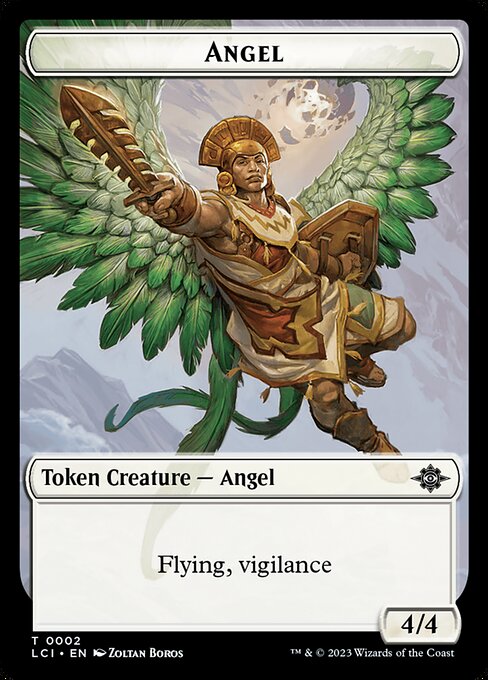 Angel
Token Creature — Angel
Flying, vigilance
4/4
T 0002
LCI • EN Zoltan Boros
™ & © 2023 Wizards of the Coast